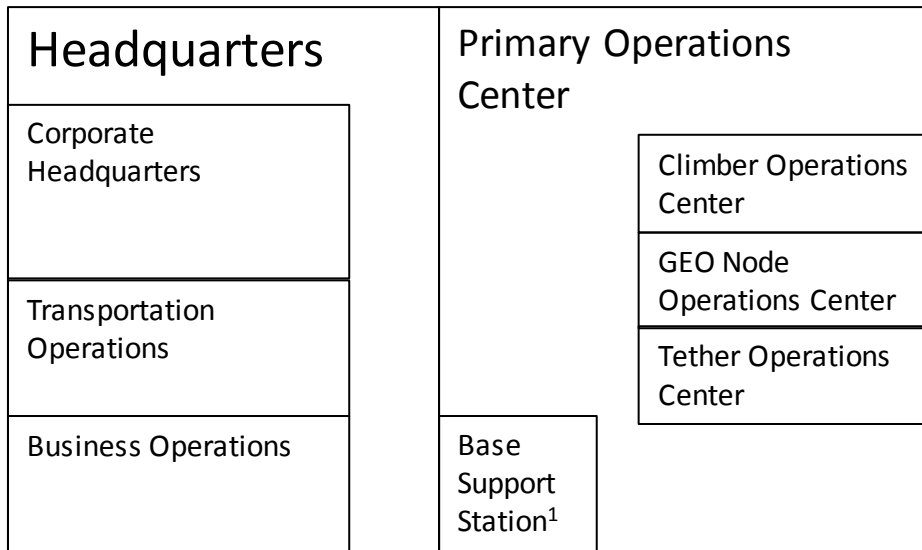 Headquarters
Corporate
Headquarters
Transportation
Operations
Business Operations
Primary Operations
Center
Climber Operations
Center
GEO Node
Operations Center
Tether Operations
Center
Base
Support
Station¹